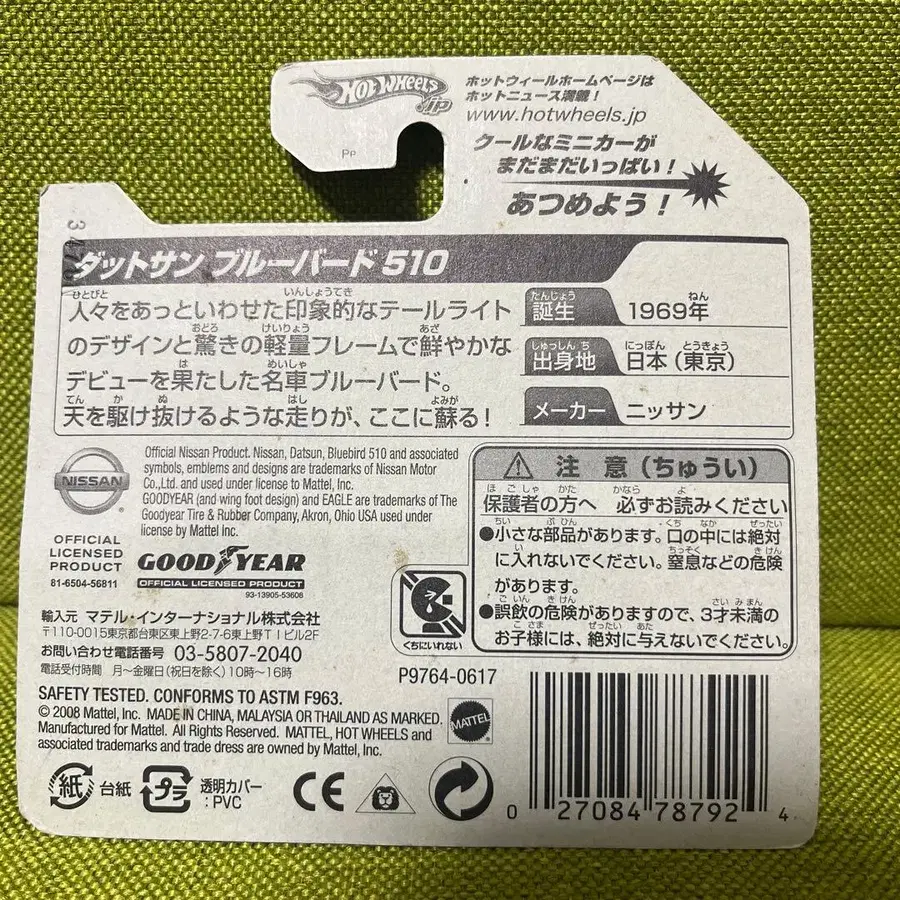 HOT WHEELS.jp
ホットウィールホームページは
ホットニュース満載！
www.hotwheels.jp
クールなミニカーが
まだまだいっぱい！
あつめよう！
PP
ダットサン ブルーバード 510
人々をあっといわせた印象的なテールライト
のデザインと驚きの軽量フレームで鮮やかな
デビューを果たした名車ブルーバード。
天を駆け抜けるような走りが、ここに蘇る！
誕生 1969年
出身地 日本（東京）
メーカー ニッサン
NISSAN
OFFICIAL
LICENSED
PRODUCT
81-6504-56811
Official Nissan Product. Nissan, Datsun, Bluebird 510 and associated
symbols, emblems and designs are trademarks of Nissan Motor
Co.,Ltd. and used under license to Mattel, Inc.
GOODYEAR (and wing foot design) and EAGLE are trademarks of The
Goodyear Tire & Rubber Company, Akron, Ohio USA used under
license by Mattel Inc.
GOODYEAR
OFFICIAL LICENSED PRODUCT
93-13905-53608
注 意（ちゅうい）
保護者の方へ 必ずお読みください
●小さな部品があります。口の中には絶対
に入れないでください。窒息などの危険
があります。
●誤飲の危険がありますので、3才未満の
お子様には、絶対に与えないでください。
くちにいれない
輸入元 マテル・インターナショナル株式会社
〒110-0015東京都台東区東上野2-7-6東上野TIビル2F
お問い合わせ電話番号 03-5807-2040
電話受付時間 月〜金曜日(祝日を除く)10時〜16時
P9764-0617
SAFETY TESTED. CONFORMS TO ASTM F963.
© 2008 Mattel, Inc. MADE IN CHINA, MALAYSIA OR THAILAND AS MARKED.
Manufactured for Mattel. All Rights Reserved. MATTEL, HOT WHEELS and
associated trademarks and trade dress are owned by Mattel, Inc.
MATTEL
紙 台紙
プラ 透明カバー
：PVC
CE
0 27084 78792 4